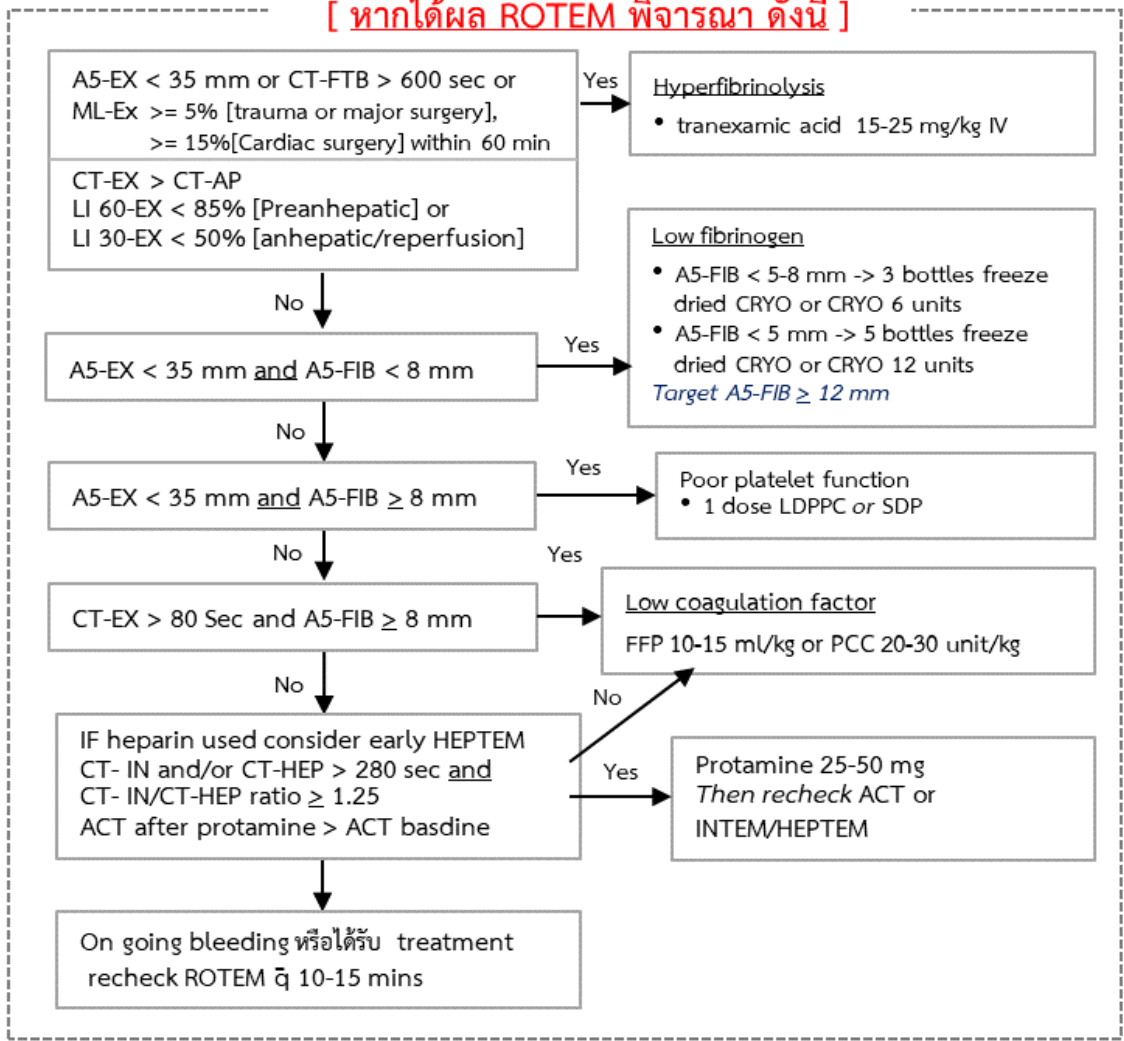 [ หากได้ผล ROTEM พิจารณา ดังนี้ ]
A5-EX < 35 mm or CT-FTB > 600 sec or
ML-Ex >= 5% [trauma or major surgery],
>= 15%[Cardiac surgery] within 60 min
CT-EX > CT-AP
LI 60-EX < 85% [Preanhepatic] or
LI 30-EX < 50% [anhepatic/reperfusion]
Yes
Hyperfibrinolysis
• tranexamic acid 15-25 mg/kg IV
No
A5-EX < 35 mm and A5-FIB < 8 mm
Yes
Low fibrinogen
• A5-FIB < 5-8 mm -> 3 bottles freeze
dried CRYO or CRYO 6 units
• A5-FIB < 5 mm -> 5 bottles freeze
dried CRYO or CRYO 12 units
Target A5-FIB ≥ 12 mm
No
A5-EX < 35 mm and A5-FIB ≥ 8 mm
Yes
Poor platelet function
• 1 dose LDPPC or SDP
No
CT-EX > 80 Sec and A5-FIB ≥ 8 mm
Yes
Low coagulation factor
FFP 10-15 ml/kg or PCC 20-30 unit/kg
No
IF heparin used consider early HEPTEM
CT- IN and/or CT-HEP > 280 sec and
CT- IN/CT-HEP ratio ≥ 1.25
ACT after protamine > ACT basdine
No
Yes
Protamine 25-50 mg
Then recheck ACT or
INTEM/HEPTEM
On going bleeding หรือได้รับ treatment
recheck ROTEM q̄ 10-15 mins